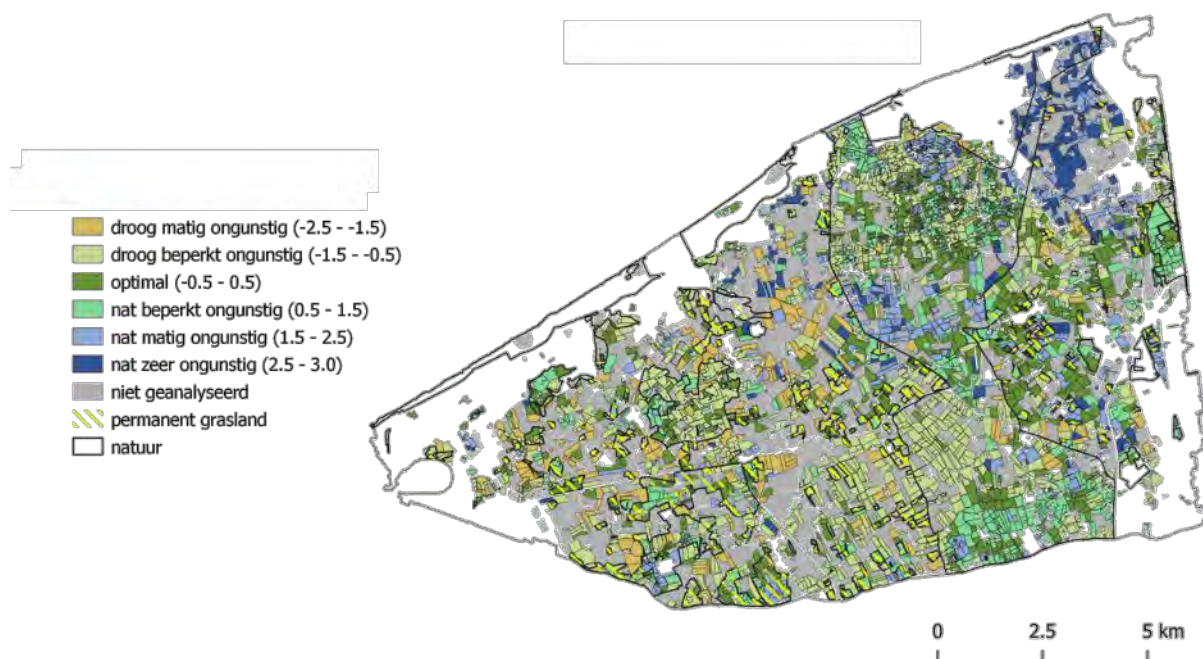 droog matig ongunstig (-2.5 - -1.5)
droog beperkt ongunstig (-1.5 - -0.5)
optimal (-0.5 - 0.5)
nat beperkt ongunstig (0.5 - 1.5)
nat matig ongunstig (1.5 - 2.5)
nat zeer ongunstig (2.5 - 3.0)
niet geanalyseerd
permanent grasland
natuur
0 2.5 5 km